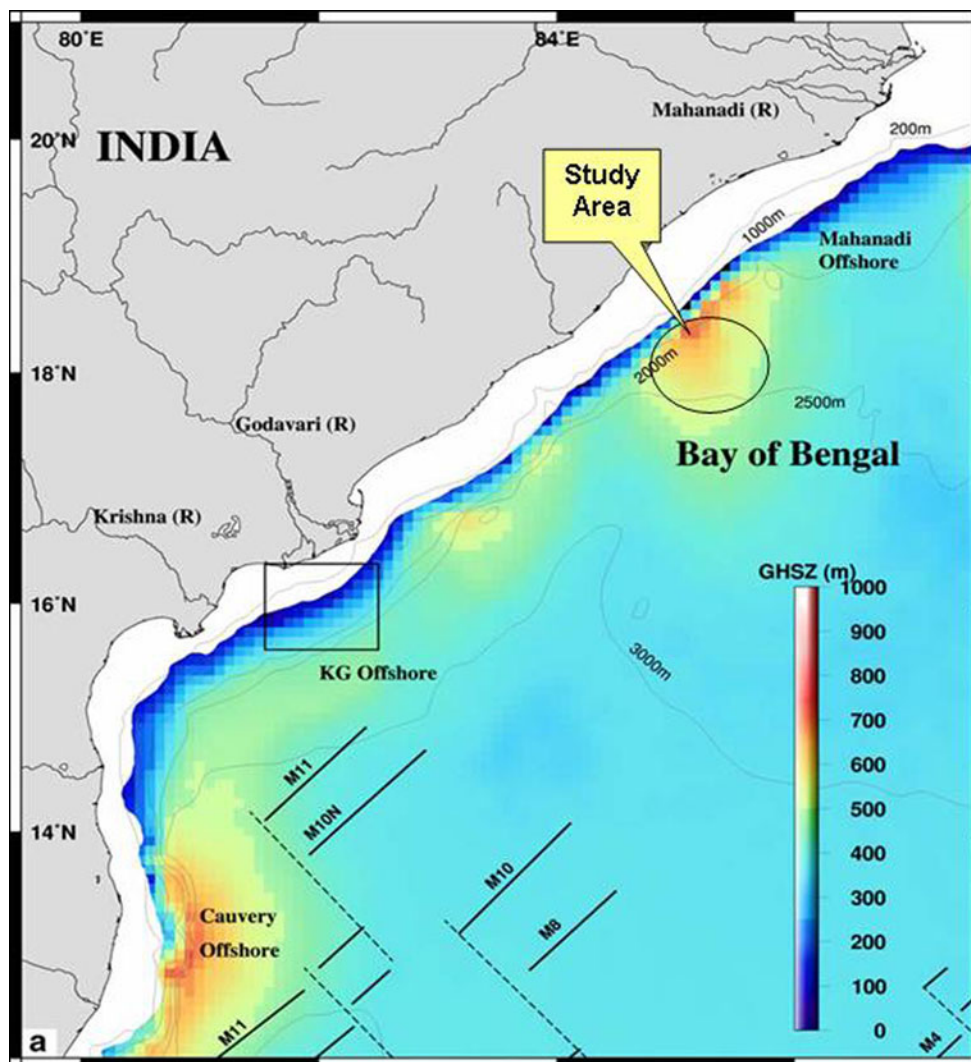 80˚E
84˚E
Mahanadi (R)
20˚N
INDIA
200m
Study
Area
1000m
Mahanadi
Offshore
18˚N
2000m
2500m
Godavari (R)
Bay of Bengal
Krishna (R)
GHSZ (m)
16˚N
KG Offshore
3000m
1000
900
800
700
600
500
400
300
200
100
0
M11
M10N
14˚N
M10
M8
Cauvery
Offshore
M11
M4
a